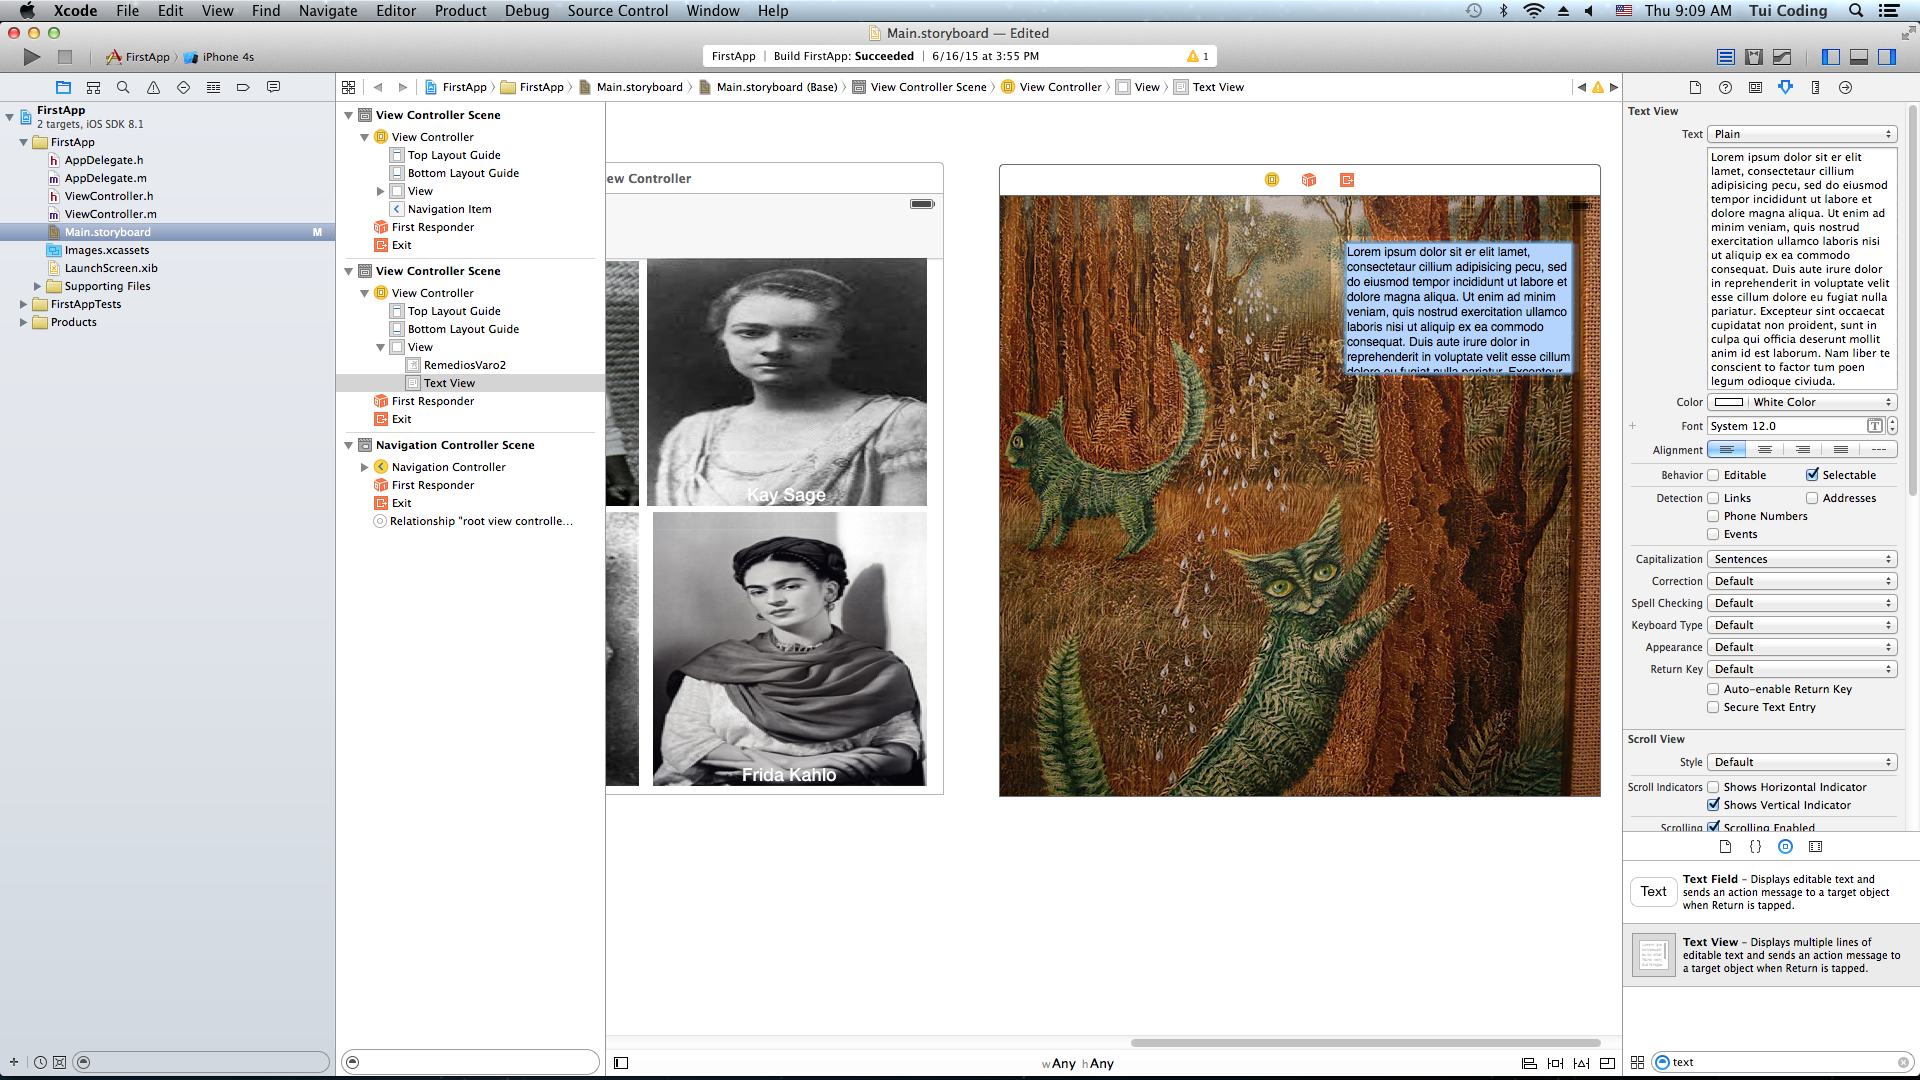 Xcode File Edit View Find Navigate Editor Product Debug Source Control Window Help Thu 9:09 AM Tui Coding
Main.storyboard — Edited
FirstApp iPhone 4s
FirstApp Build FirstApp: Succeeded 6/16/15 at 3:55 PM 1
FirstApp FirstApp Main.storyboard Main.storyboard (Base) View Controller Scene View Controller View Text View
FirstApp
2 targets, iOS SDK 8.1
FirstApp
AppDelegate.h
AppDelegate.m
ViewController.h
ViewController.m
Main.storyboard M
Images.xcassets
LaunchScreen.xib
Supporting Files
FirstAppTests
Products
View Controller Scene
View Controller
Top Layout Guide
Bottom Layout Guide
View
Navigation Item
First Responder
Exit
View Controller Scene
View Controller
Top Layout Guide
Bottom Layout Guide
View
RemediosVaro2
Text View
First Responder
Exit
Navigation Controller Scene
Navigation Controller
First Responder
Exit
Relationship "root view controlle...
ew Controller
Kay Sage
Frida Kahlo
Lorem ipsum dolor sit er elit lamet,
consectetaur cillium adipisicing pecu, sed
do eiusmod tempor incididunt ut labore et
dolore magna aliqua. Ut enim ad minim
veniam, quis nostrud exercitation ullamco
laboris nisi ut aliquip ex ea commodo
consequat. Duis aute irure dolor in
reprehenderit in voluptate velit esse cillum
dolore eu fugiat nulla pariatur. Excepteur
wAny hAny
Text View
Text Plain
Lorem ipsum dolor sit er elit
lamet, consectetaur cillium
adipisicing pecu, sed do eiusmod
tempor incididunt ut labore et
dolore magna aliqua. Ut enim ad
minim veniam, quis nostrud
exercitation ullamco laboris nisi
ut aliquip ex ea commodo
consequat. Duis aute irure dolor
in reprehenderit in voluptate velit
esse cillum dolore eu fugiat nulla
pariatur. Excepteur sint occaecat
cupidatat non proident, sunt in
culpa qui officia deserunt mollit
anim id est laborum. Nam liber te
conscient to factor tum poen
legum odioque civiuda.
Color White Color
Font System 12.0
Alignment
Behavior Editable Selectable
Detection Links Addresses
Phone Numbers
Events
Capitalization Sentences
Correction Default
Spell Checking Default
Keyboard Type Default
Appearance Default
Return Key Default
Auto-enable Return Key
Secure Text Entry
Scroll View
Style Default
Scroll Indicators Shows Horizontal Indicator
Shows Vertical Indicator
Scrolling Scrolling Enabled
Text
Text Field - Displays editable text and
sends an action message to a target object
when Return is tapped.
Text View - Displays multiple lines of
editable text and sends an action message to
a target object when Return is tapped.
text